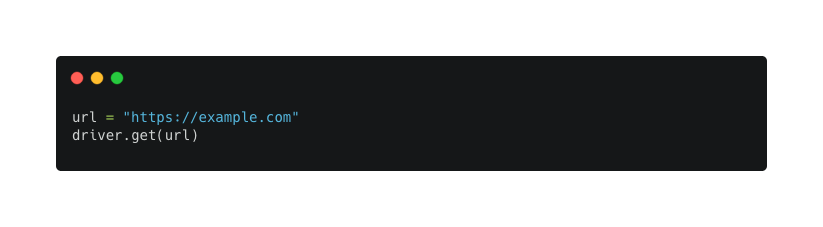 url = "https://example.com"
driver.get(url)